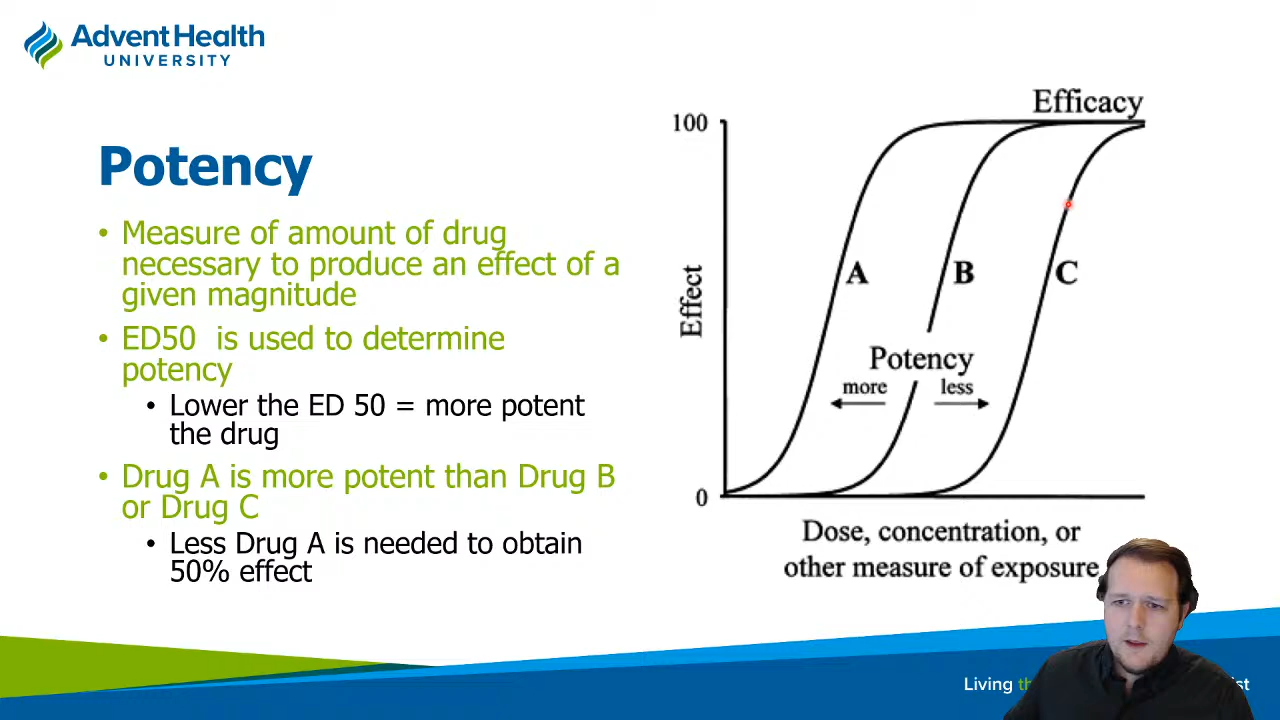 Advent Health
UNIVERSITY
Potency
• Measure of amount of drug
necessary to produce an effect of a
given magnitude
• ED50  is used to determine
potency
• Lower the ED 50 = more potent
the drug
• Drug A is more potent than Drug B
or Drug C
• Less Drug A is needed to obtain
50% effect
Efficacy
100
A
B
C
Effect
Potency
more
less
0
Dose, concentration, or
other measure of exposure
Living